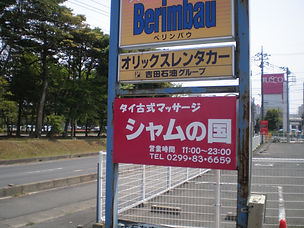 Berimbau
ベリンバウ
オリックスレンタカー
吉田石油グループ
タイ古式マッサージ
シャムの国
営業時間 11:00～23:00
TEL 0299・83・6659